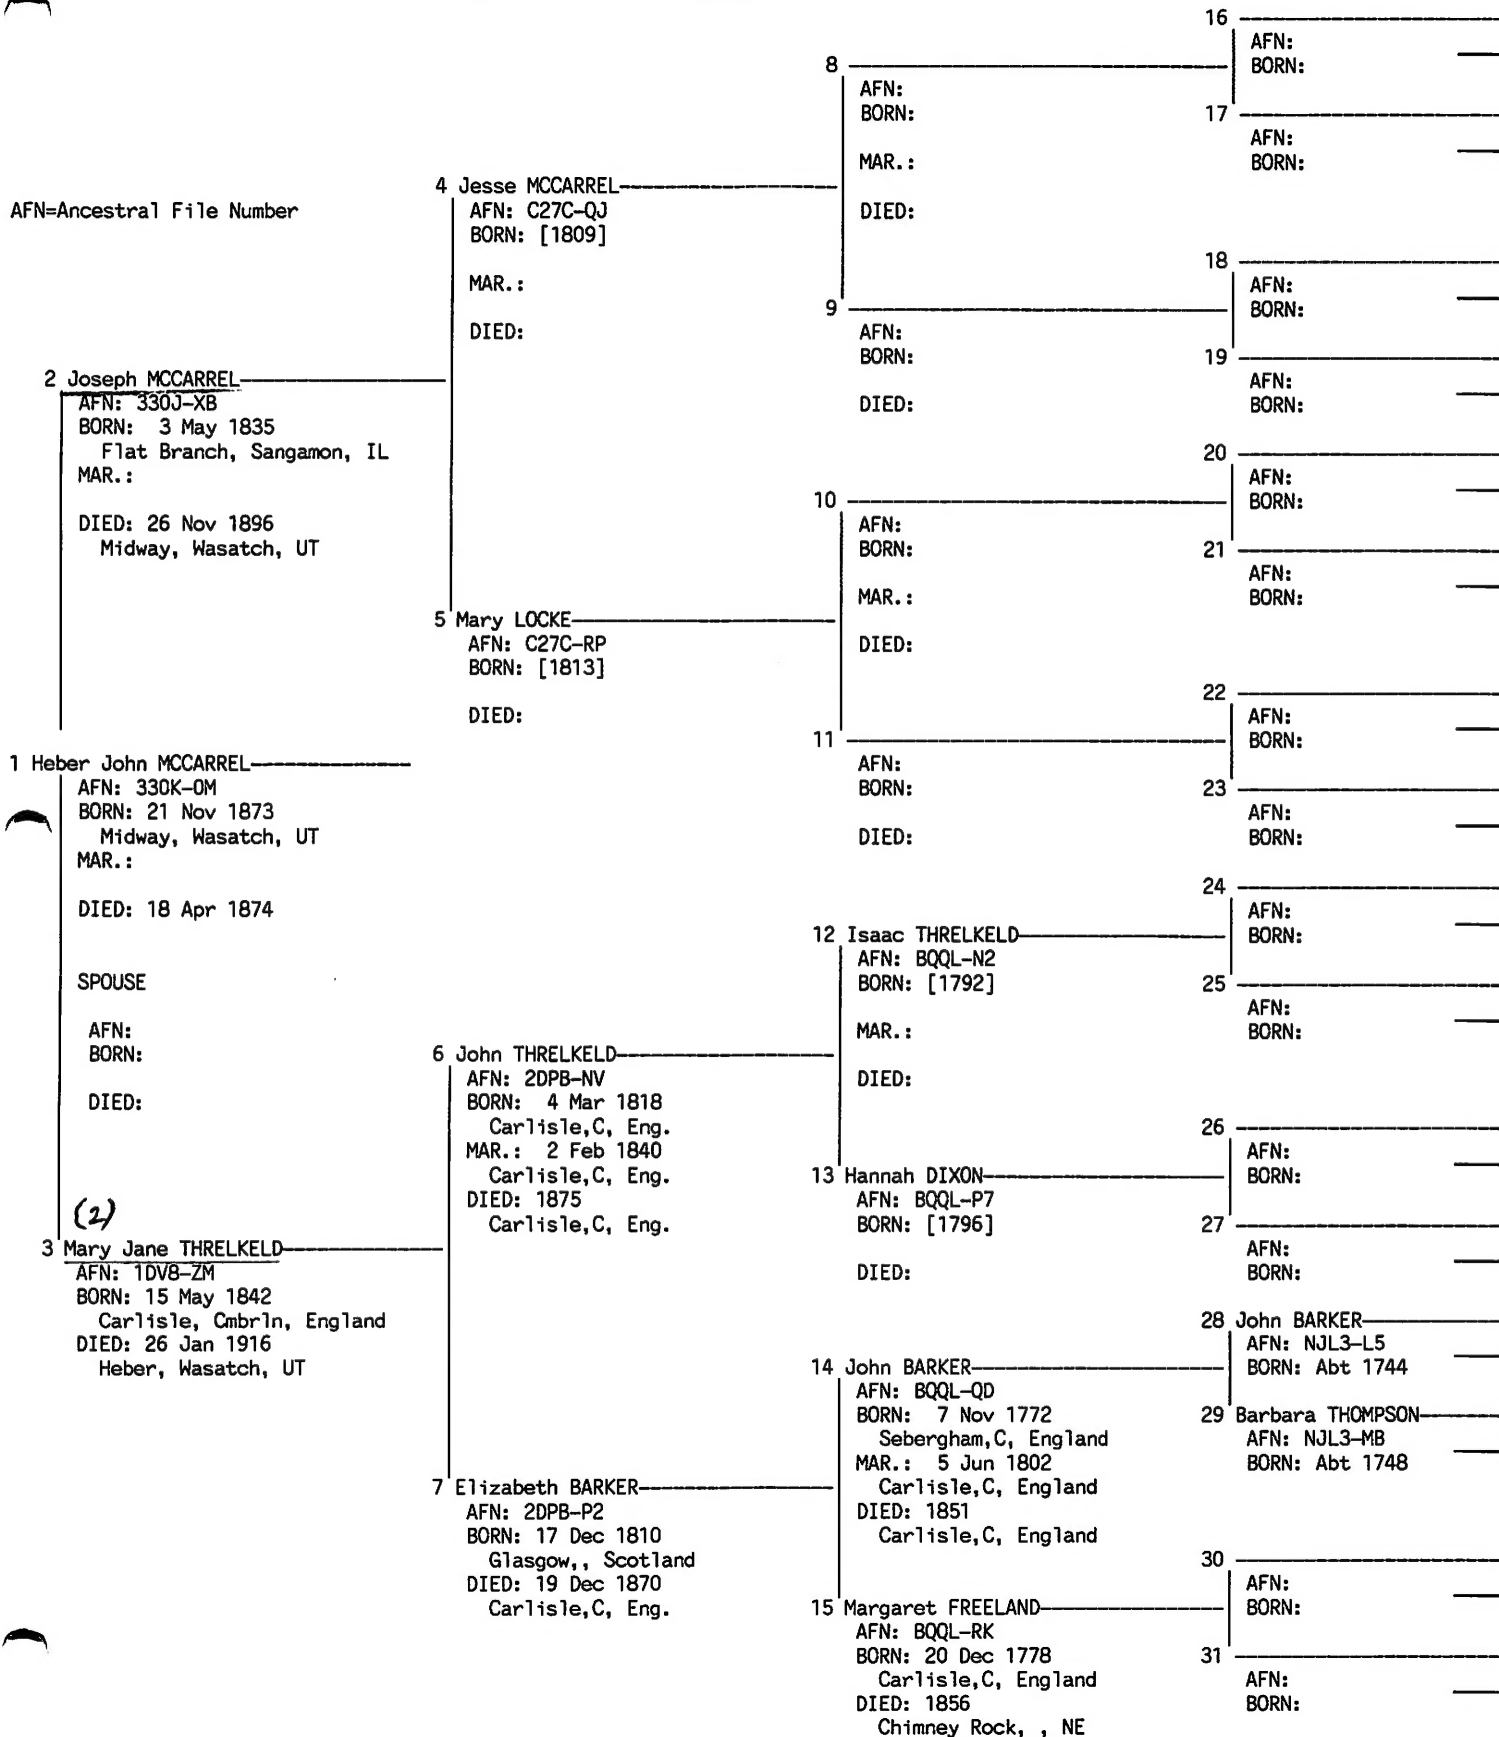 AFN=Ancestral File Number
1 Heber John MCCARREL
AFN: 330K-0M
BORN: 21 Nov 1873
Midway, Wasatch, UT
MAR.:
DIED: 18 Apr 1874
SPOUSE
AFN:
BORN:
DIED:
2 Joseph MCCARREL
AFN: 330J-XB
BORN: 3 May 1835
Flat Branch, Sangamon, IL
MAR.:
DIED: 26 Nov 1896
Midway, Wasatch, UT
(2)
3 Mary Jane THRELKELD
AFN: 1DV8-ZM
BORN: 15 May 1842
Carlisle, Cmbrln, England
DIED: 26 Jan 1916
Heber, Wasatch, UT
4 Jesse MCCARREL
AFN: C27C-QJ
BORN: [1809]
MAR.:
DIED:
5 Mary LOCKE
AFN: C27C-RP
BORN: [1813]
DIED:
6 John THRELKELD
AFN: 2DPB-NV
BORN: 4 Mar 1818
Carlisle,C, Eng.
MAR.: 2 Feb 1840
Carlisle,C, Eng.
DIED: 1875
Carlisle,C, Eng.
7 Elizabeth BARKER
AFN: 2DPB-P2
BORN: 17 Dec 1810
Glasgow,, Scotland
DIED: 19 Dec 1870
Carlisle,C, Eng.
8
AFN:
BORN:
MAR.:
DIED:
9
AFN:
BORN:
DIED:
10
AFN:
BORN:
MAR.:
DIED:
11
AFN:
BORN:
DIED:
12 Isaac THRELKELD
AFN: BQQL-N2
BORN: [1792]
MAR.:
DIED:
13 Hannah DIXON
AFN: BQQL-P7
BORN: [1796]
DIED:
14 John BARKER
AFN: BQQL-QD
BORN: 7 Nov 1772
Sebergham,C, England
MAR.: 5 Jun 1802
Carlisle,C, England
DIED: 1851
Carlisle,C, England
15 Margaret FREELAND
AFN: BQQL-RK
BORN: 20 Dec 1778
Carlisle,C, England
DIED: 1856
Chimney Rock, , NE
16
AFN:
BORN:
17
AFN:
BORN:
18
AFN:
BORN:
19
AFN:
BORN:
20
AFN:
BORN:
21
AFN:
BORN:
22
AFN:
BORN:
23
AFN:
BORN:
24
AFN:
BORN:
25
AFN:
BORN:
26
AFN:
BORN:
27
AFN:
BORN:
28 John BARKER
AFN: NJL3-L5
BORN: Abt 1744
29 Barbara THOMPSON
AFN: NJL3-MB
BORN: Abt 1748
30
AFN:
BORN:
31
AFN:
BORN: